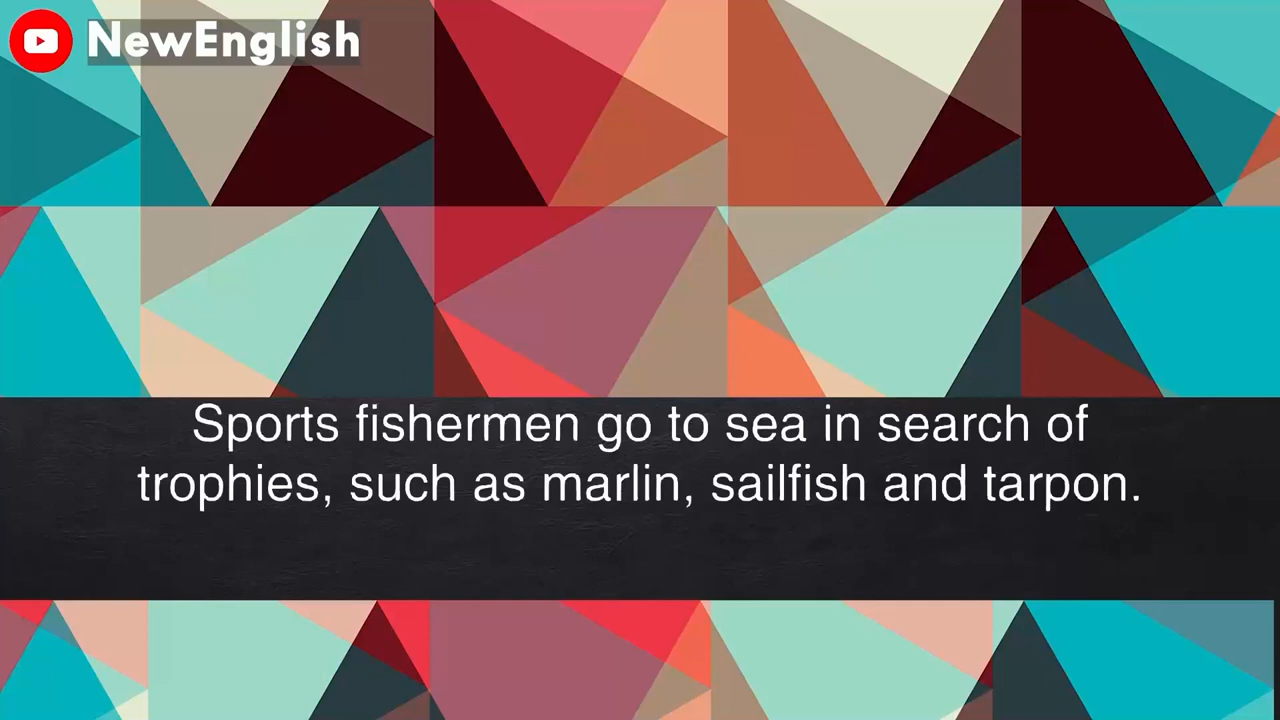 NewEnglish
Sports fishermen go to sea in search of
trophies, such as marlin, sailfish and tarpon.